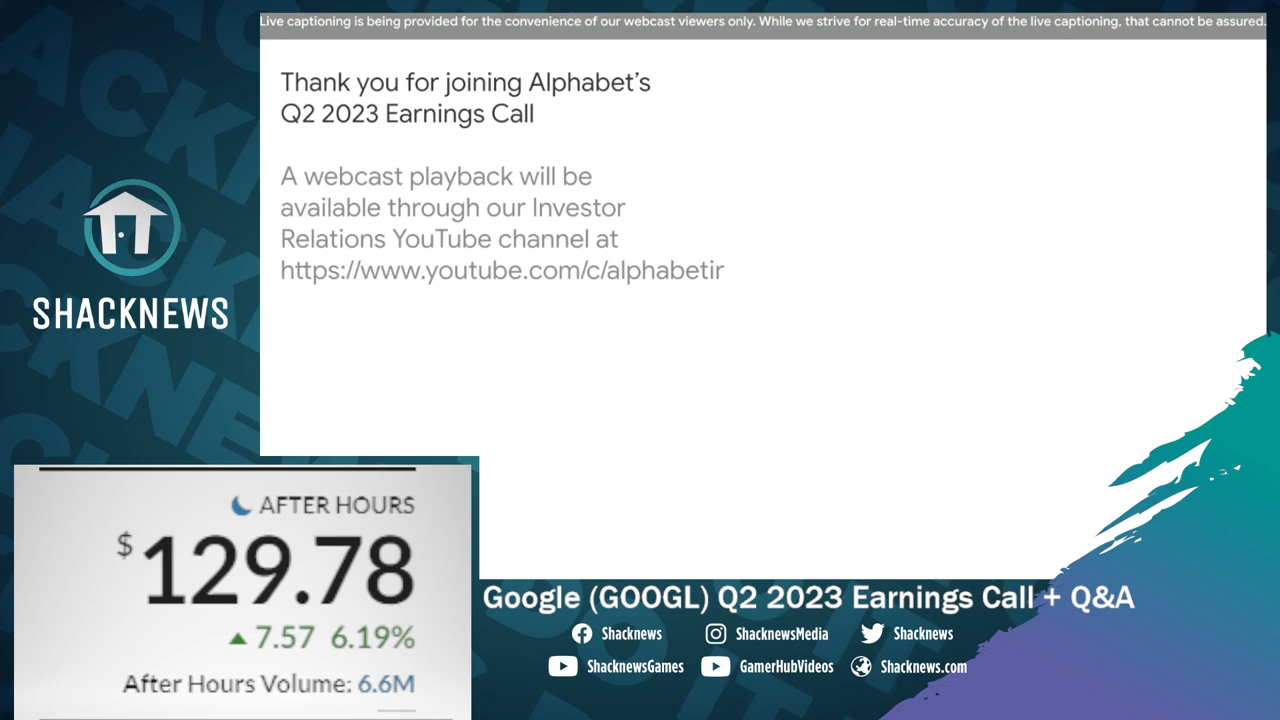 Live captioning is being provided for the convenience of our webcast viewers only. While we strive for real-time accuracy of the live captioning, that cannot be assured.
Thank you for joining Alphabet's
Q2 2023 Earnings Call
A webcast playback will be
available through our Investor
Relations YouTube channel at
https://www.youtube.com/c/alphabetir
SHACKNEWS
AFTER HOURS
$129.78
7.57 6.19%
After Hours Volume: 6.6M
Google (GOOGL) Q2 2023 Earnings Call + Q&A
Shacknews ShacknewsMedia Shacknews
ShacknewsGames GamerHubVideos Shacknews.com